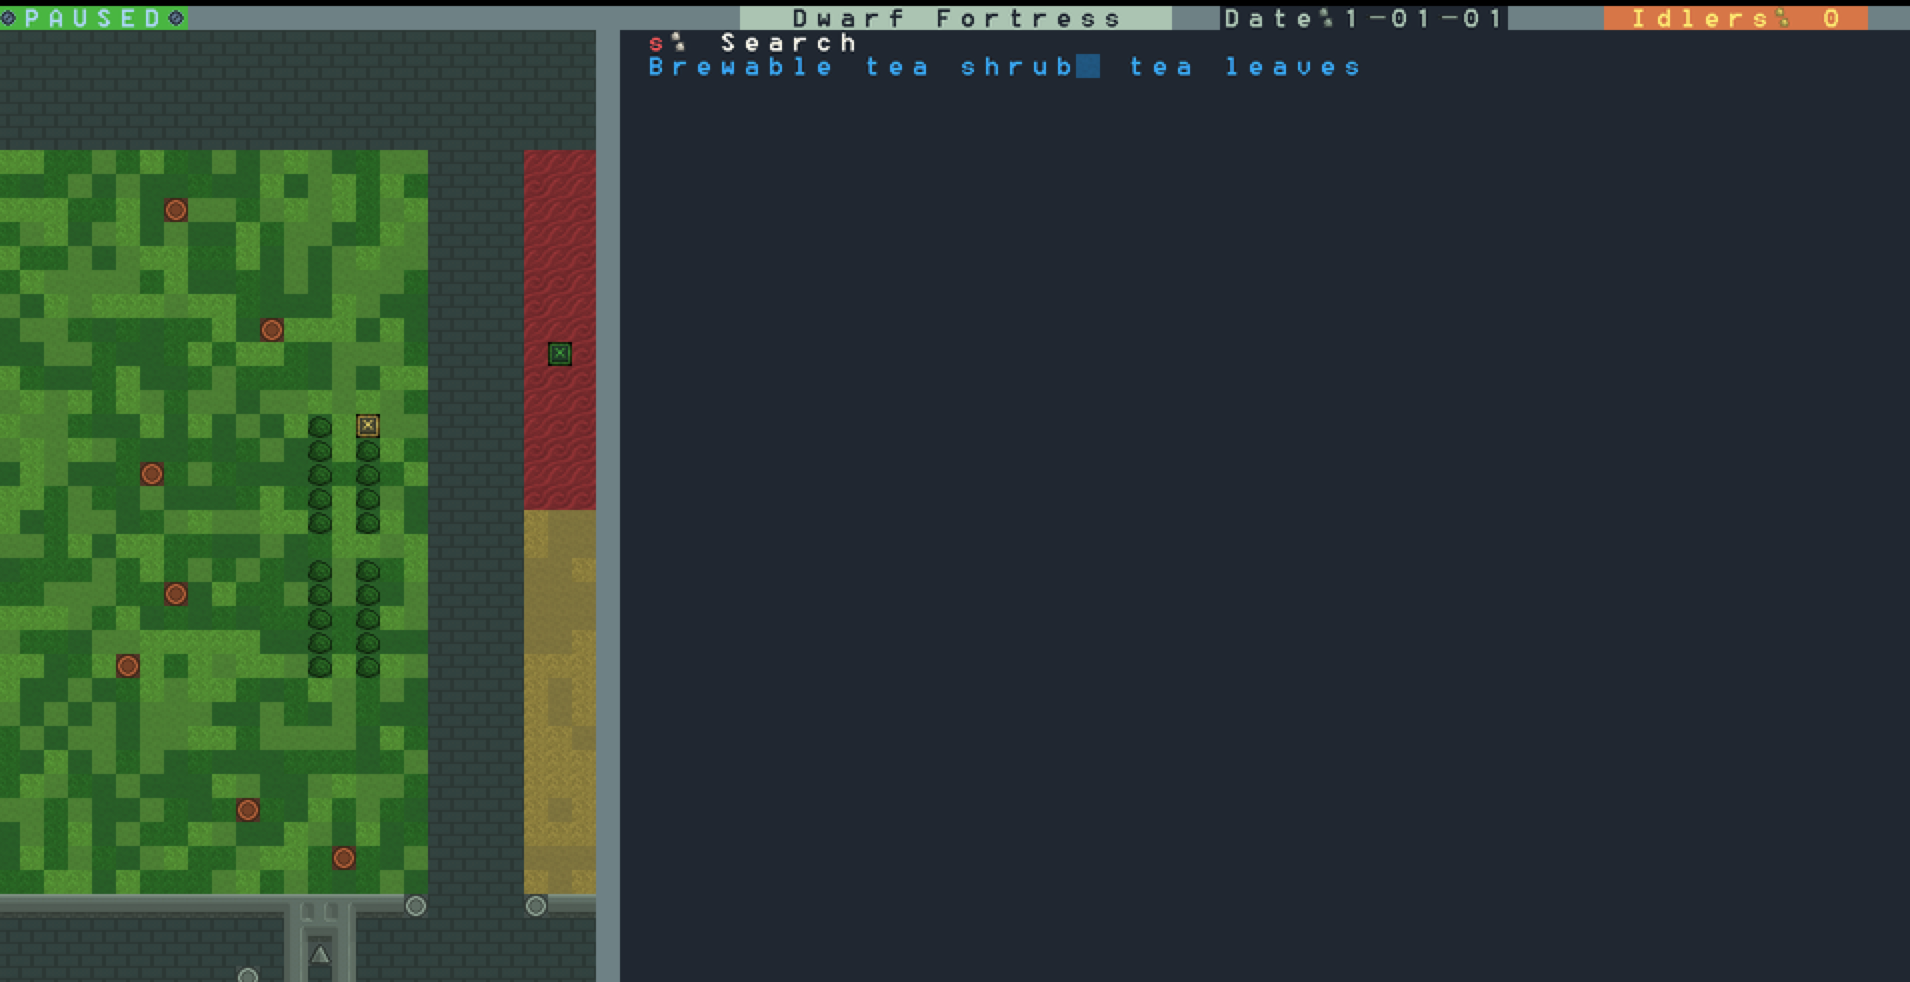 PAUSED Dwarf Fortress Date:1-01-01 Idlers: 0
s: Search
Brewable tea shrub tea leaves